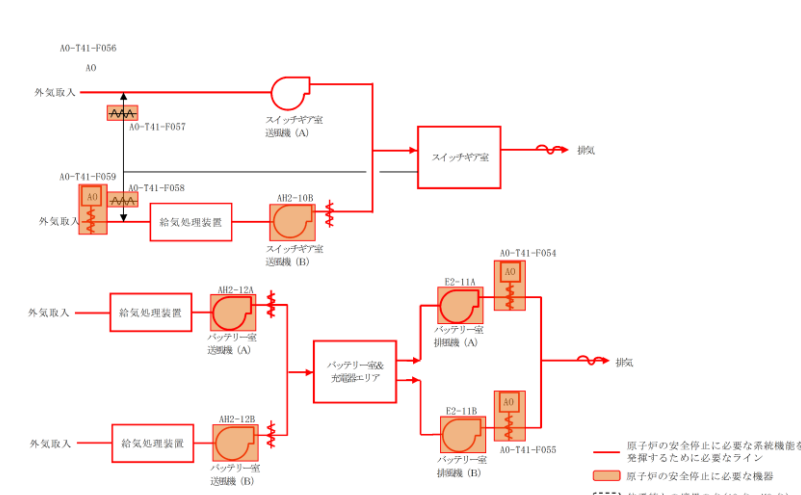 AO-T41-F056
AO
外気取入
AO-T41-F057
スイッチギア室
送風機 (A)
スイッチギア室
排気
AO-T41-F059
AO-T41-F058
AO
外気取入
給気処理装置
AH2-10B
スイッチギア室
送風機 (B)
AO-T41-F054
AO
AH2-12A
E2-11A
外気取入
給気処理装置
バッテリー室
送風機 (A)
バッテリー室
排風機 (A)
バッテリー室&
充電器エリア
排気
AO
AH2-12B
E2-11B
外気取入
給気処理装置
バッテリー室
送風機 (B)
バッテリー室
排風機 (B)
AO-T41-F055
原子炉の安全停止に必要な系統機能を
発揮するために必要なライン
原子炉の安全停止に必要な機器